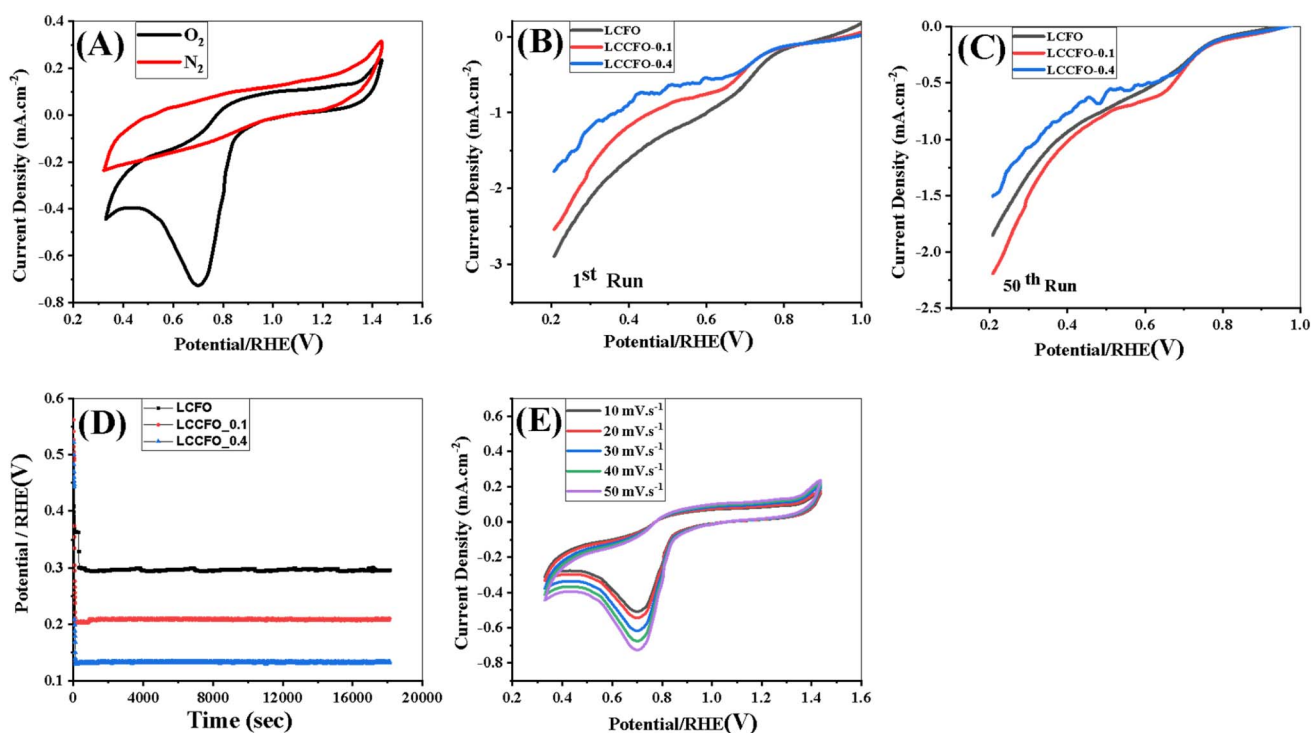 (A)
O₂
N₂
0.4
0.2
0.0
-0.2
-0.4
-0.6
-0.8
0.2 0.4 0.6 0.8 1.0 1.2 1.4 1.6
Current Density (mA.cm⁻²)
Potential/RHE(V)
(B)
LCFO
LCCFO-0.1
LCCFO-0.4
0
-1
-2
-3
0.2 0.4 0.6 0.8 1.0
1st Run
Current Density (mA.cm⁻²)
Potential/RHE(V)
(C)
LCFO
LCCFO-0.1
LCCFO-0.4
0.0
-0.5
-1.0
-1.5
-2.0
-2.5
0.2 0.4 0.6 0.8 1.0
50 th Run
Current Density (mA.cm⁻²)
Potential/RHE(V)
(D)
LCFO
LCCFO_0.1
LCCFO_0.4
0.6
0.5
0.4
0.3
0.2
0.1
0 4000 8000 12000 16000 20000
Potential / RHE(V)
Time (sec)
(E)
10 mV.s⁻¹
20 mV.s⁻¹
30 mV.s⁻¹
40 mV.s⁻¹
50 mV.s⁻¹
0.6
0.4
0.2
0.0
-0.2
-0.4
-0.6
-0.8
0.2 0.4 0.6 0.8 1.0 1.2 1.4 1.6
Current Density (mA.cm⁻²)
Potential/RHE(V)